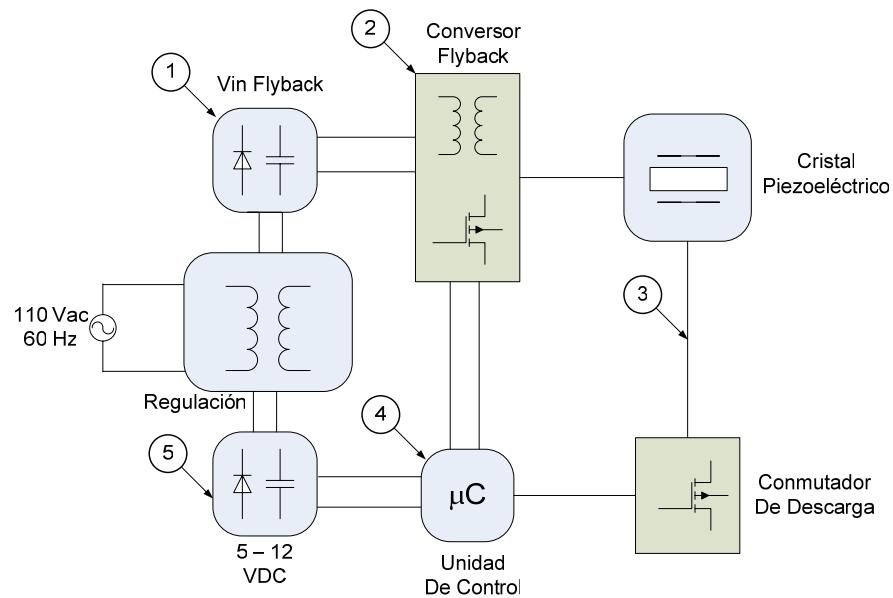 2
Conversor
Flyback
1
Vin Flyback
Cristal
Piezoeléctrico
3
110 Vac
60 Hz
Regulación
4
5
μC
Conmutador
De Descarga
5 – 12
VDC
Unidad
De Control